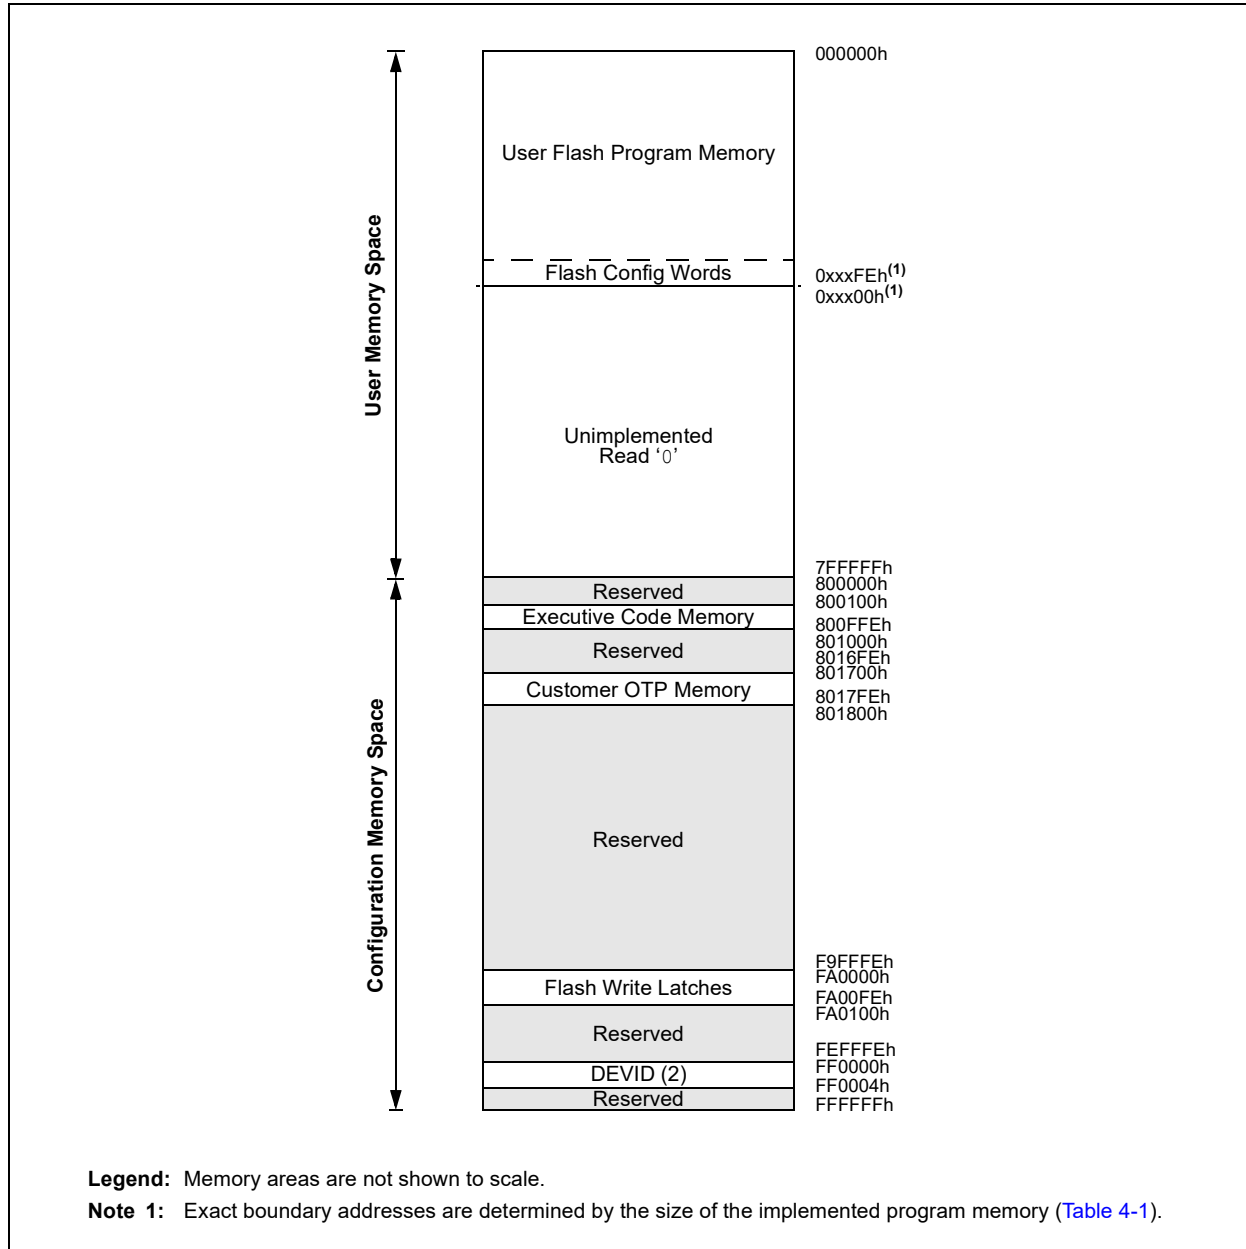 000000h
User Flash Program Memory
User Memory Space
Flash Config Words
0xxxFEh(1)
0xxx00h(1)
Unimplemented
Read ‘0’
7FFFFFh
800000h
Reserved
800100h
Executive Code Memory
800FFEh
801000h
Reserved
8016FEh
801700h
Customer OTP Memory
8017FEh
801800h
Configuration Memory Space
Reserved
F9FFFEh
FA0000h
Flash Write Latches
FA00FEh
FA0100h
Reserved
FEFFFEh
FF0000h
DEVID (2)
FF0004h
Reserved
FFFFFFh
Legend: Memory areas are not shown to scale.
Note 1: Exact boundary addresses are determined by the size of the implemented program memory (Table 4-1).